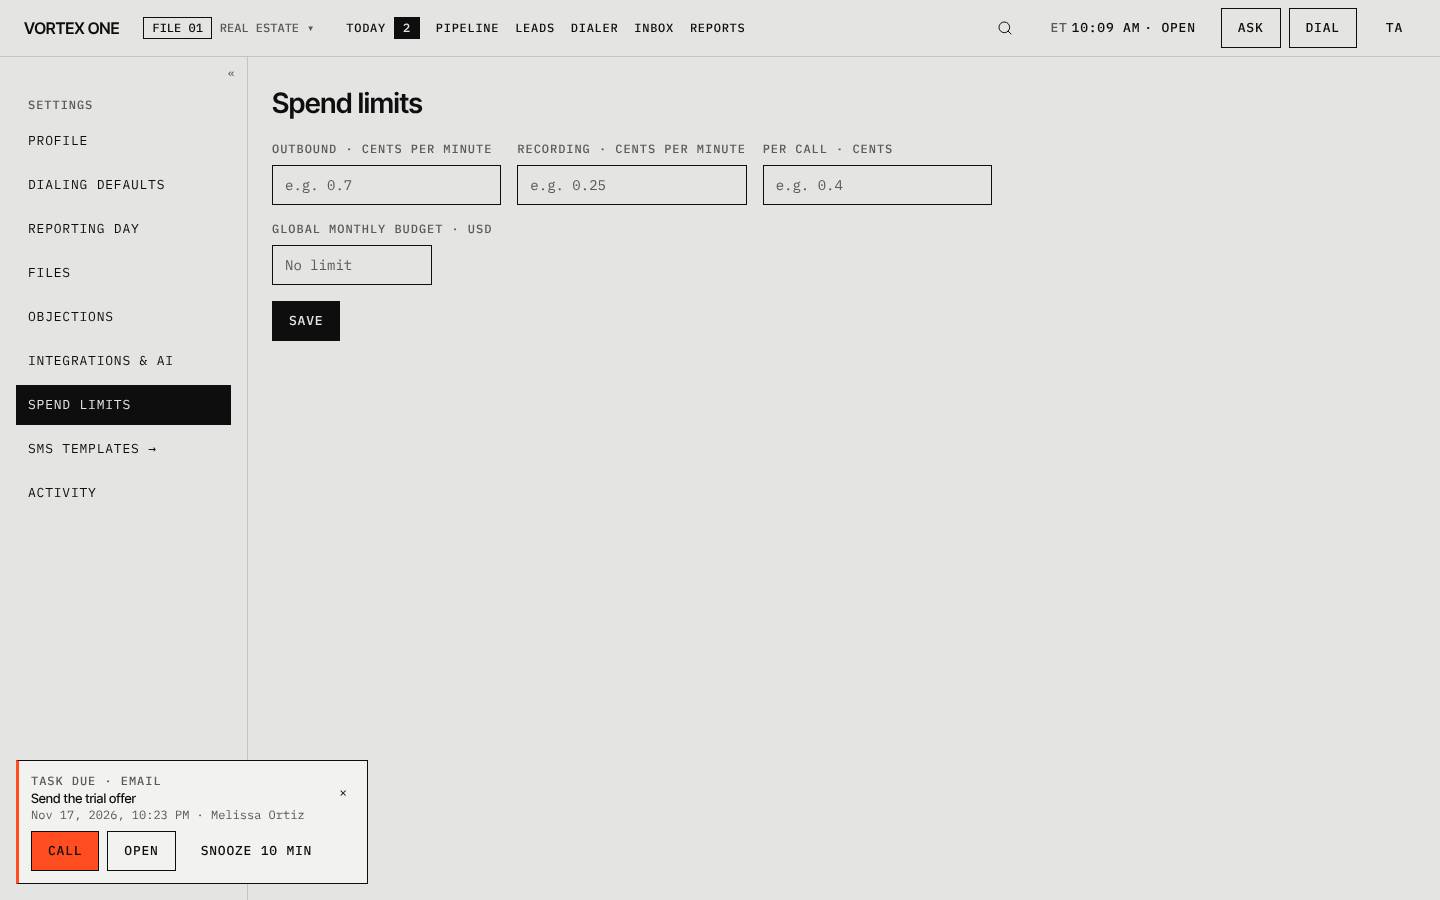 VORTEX ONE FILE 01 REAL ESTATE ▾ TODAY 2 PIPELINE LEADS DIALER INBOX REPORTS ET 10:09 AM · OPEN ASK DIAL TA
«
SETTINGS
PROFILE
DIALING DEFAULTS
REPORTING DAY
FILES
OBJECTIONS
INTEGRATIONS & AI
SPEND LIMITS
SMS TEMPLATES →
ACTIVITY
Spend limits
OUTBOUND · CENTS PER MINUTE RECORDING · CENTS PER MINUTE PER CALL · CENTS
e.g. 0.7 e.g. 0.25 e.g. 0.4
GLOBAL MONTHLY BUDGET · USD
No limit
SAVE
TASK DUE · EMAIL
×
Send the trial offer
Nov 17, 2026, 10:23 PM · Melissa Ortiz
CALL OPEN SNOOZE 10 MIN